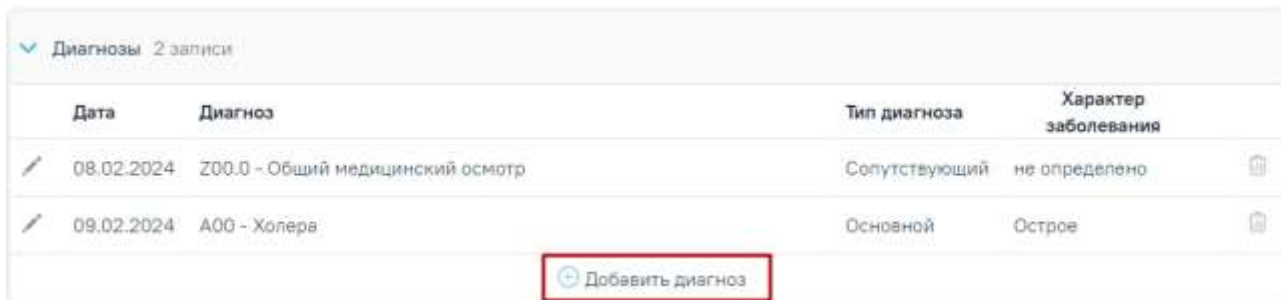 Диагнозы 2 записи
Дата Диагноз Тип диагноза Характер заболевания
08.02.2024 Z00.0 - Общий медицинский осмотр Сопутствующий не определено
09.02.2024 A00 - Холера Основной Острое
Добавить диагноз